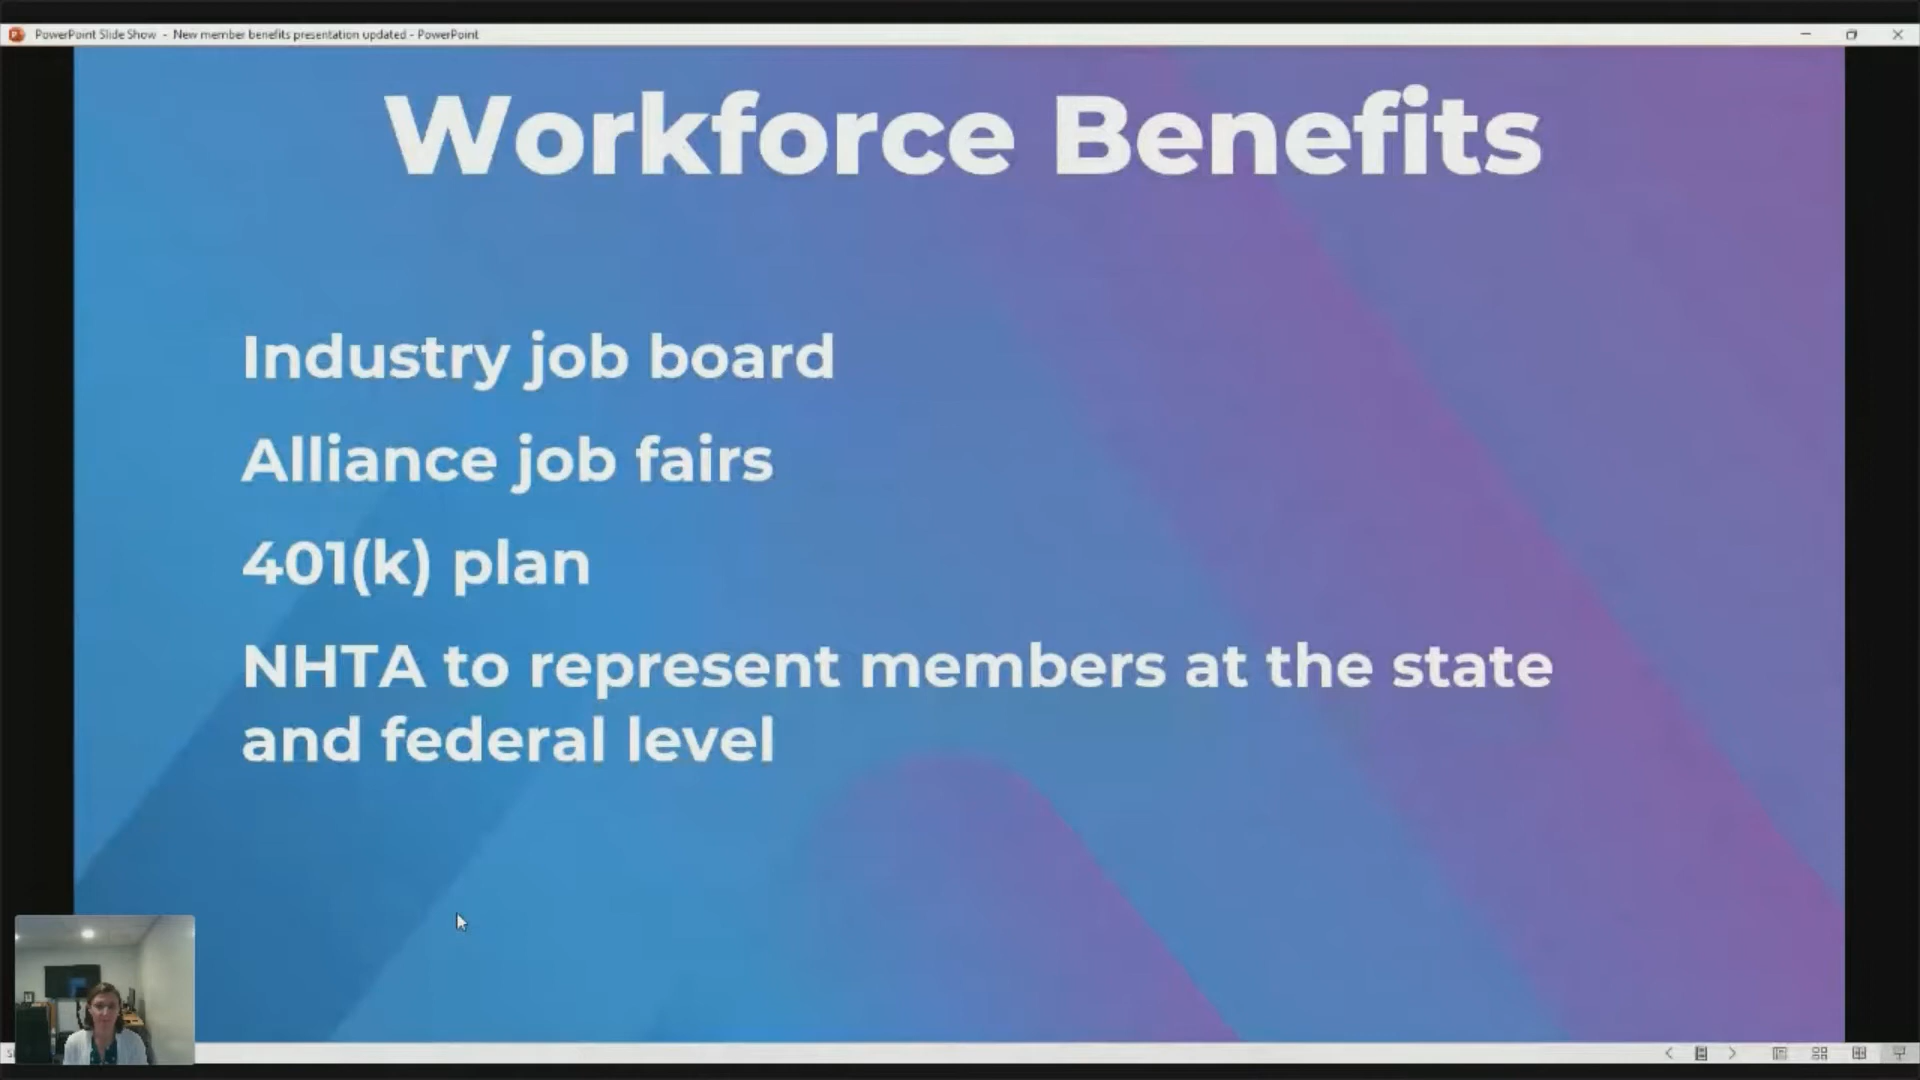 PowerPoint Slide Show - New member benefits presentation updated - PowerPoint
Workforce Benefits
Industry job board
Alliance job fairs
401(k) plan
NHTA to represent members at the state
and federal level